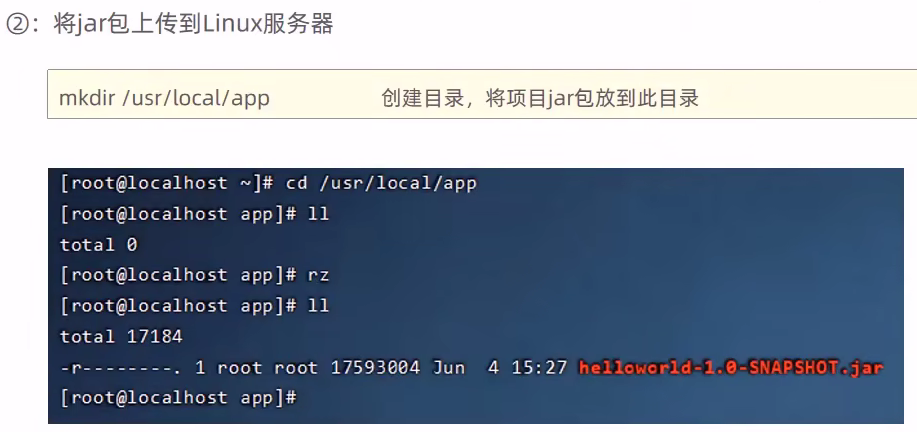 ②：将jar包上传到Linux服务器
mkdir /usr/local/app 创建目录，将项目jar包放到此目录
[root@localhost ~]# cd /usr/local/app
[root@localhost app]# ll
total 0
[root@localhost app]# rz
[root@localhost app]# ll
total 17184
-r--------. 1 root root 17593004 Jun  4 15:27 helloworld-1.0-SNAPSHOT.jar
[root@localhost app]#